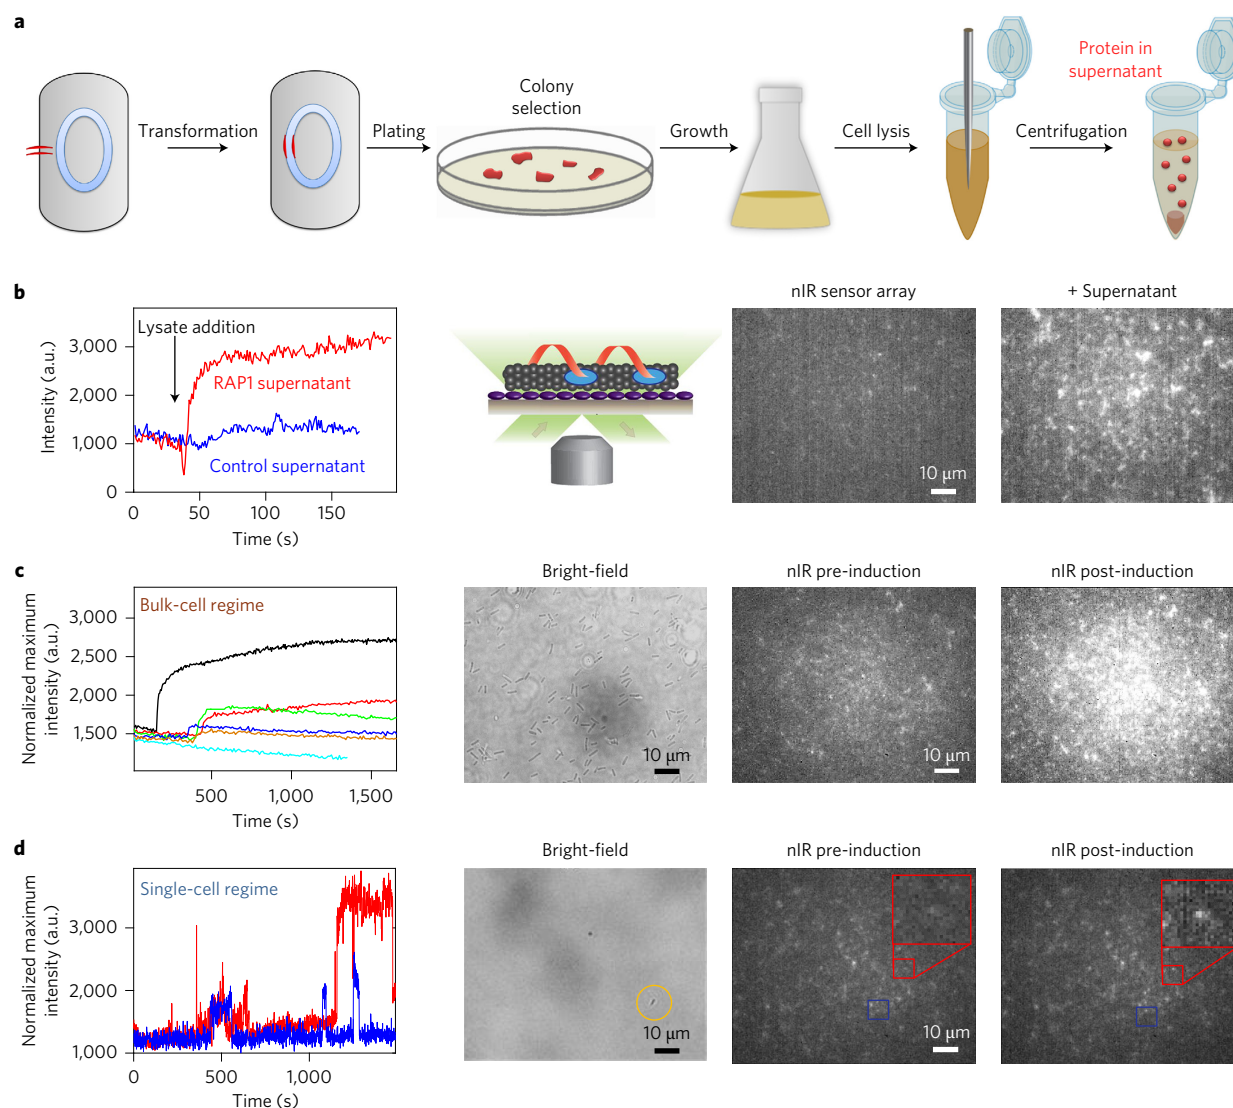 a
Transformation
Plating
Colony
selection
Growth
Cell lysis
Centrifugation
Protein in
supernatant
b
Intensity (a.u.)
3,000
2,000
1,000
0
Lysate addition
RAP1 supernatant
Control supernatant
0 50 100 150
Time (s)
nIR sensor array
10 µm
+ Supernatant
c
Normalized maximum
intensity (a.u.)
3,000
2,500
2,000
1,500
Bulk-cell regime
500 1,000 1,500
Time (s)
Bright-field
10 µm
nIR pre-induction
10 µm
nIR post-induction
d
Normalized maximum
intensity (a.u.)
3,000
2,000
1,000
Single-cell regime
0 500 1,000
Time (s)
Bright-field
10 µm
nIR pre-induction
10 µm
nIR post-induction